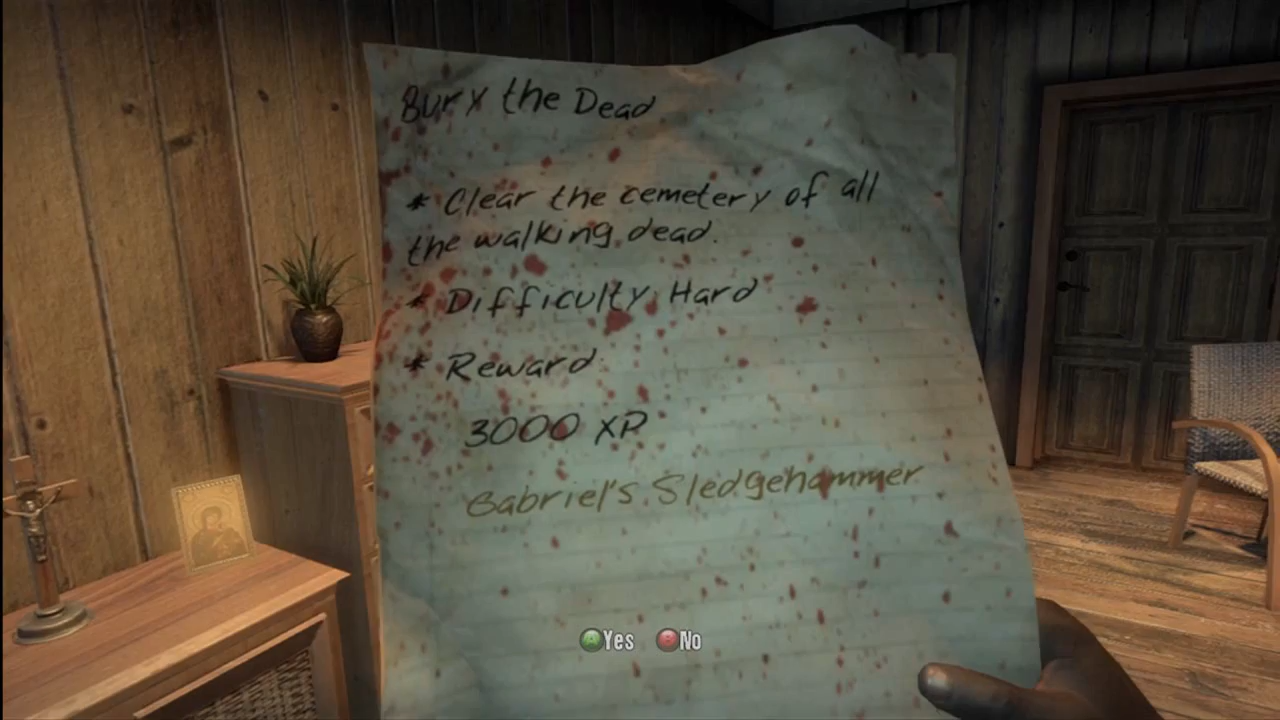 Bury the Dead
* Clear the cemetery of all
the walking dead.
* Difficulty Hard
* Reward
3000 XP
Gabriel's Sledgehammer
A Yes B No